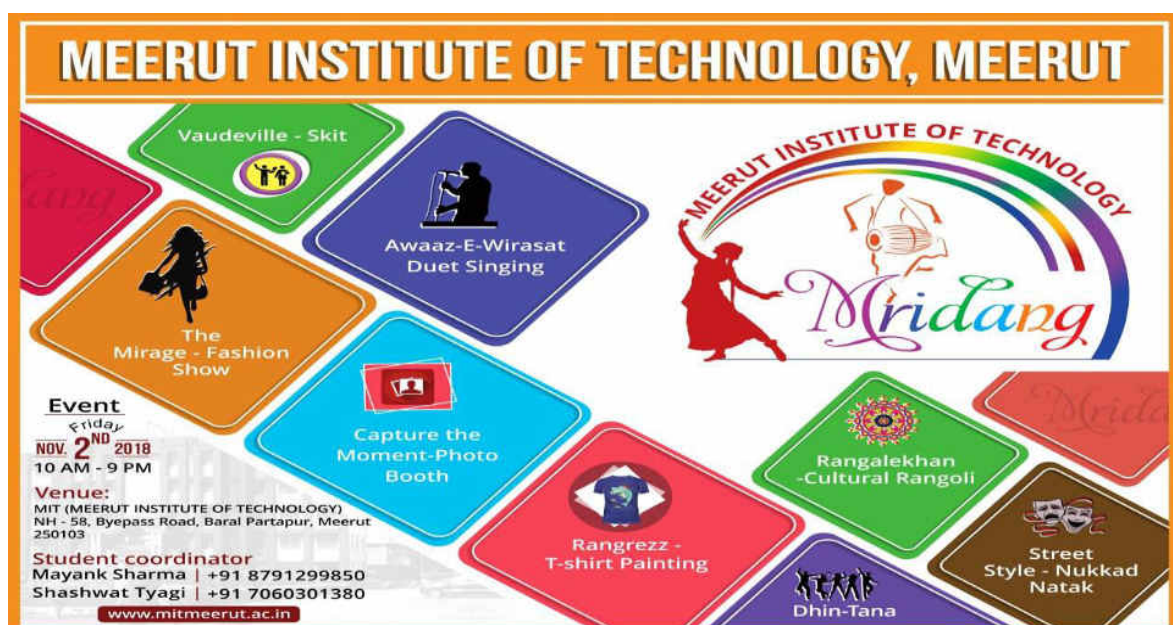 MEERUT INSTITUTE OF TECHNOLOGY, MEERUT
Vaudeville - Skit
Awaaz-E-Wirasat
Duet Singing
MEERUT INSTITUTE OF TECHNOLOGY
Mridang
The
Mirage - Fashion
Show
Capture the
Moment-Photo
Booth
Rangrezz -
T-shirt Painting
Rangalekhan
-Cultural Rangoli
Street
Style - Nukkad
Natak
Dhin-Tana
Event
Friday
NOV. 2ND 2018
10 AM - 9 PM
Venue:
MIT (MEERUT INSTITUTE OF TECHNOLOGY)
NH - 58, Byepass Road, Baral Partapur, Meerut
250103
Student coordinator
Mayank Sharma | +91 8791299850
Shashwat Tyagi | +91 7060301380
www.mitmeerut.ac.in